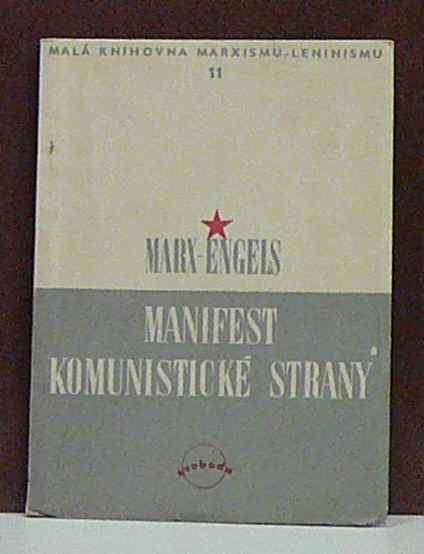 MALÁ KNIHOVNA MARXISMU-LENINISMU
11
MARX-ENGELS
MANIFEST
KOMUNISTICKÉ STRANY
svoboda